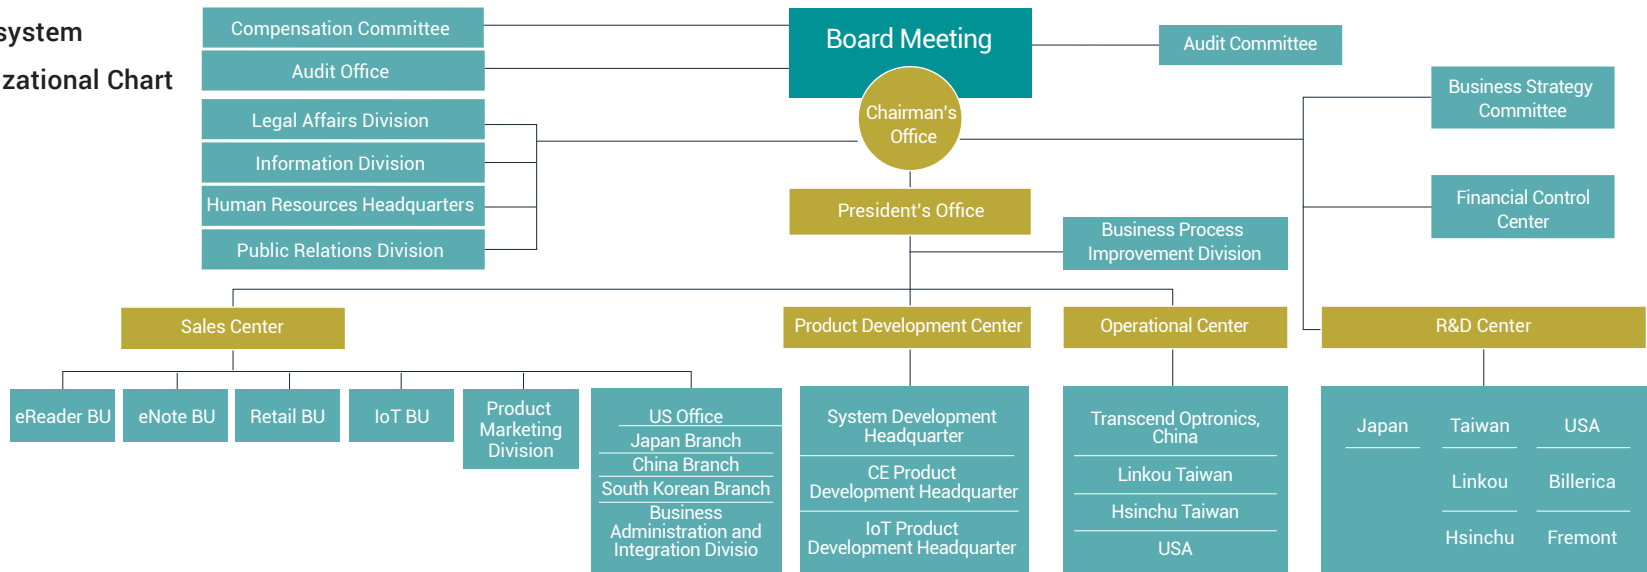 system
zational Chart
Compensation Committee
Audit Office
Legal Affairs Division
Information Division
Human Resources Headquarters
Public Relations Division
Board Meeting
Chairman's
Office
President's Office
Audit Committee
Business Strategy
Committee
Financial Control
Center
Business Process
Improvement Division
Sales Center
Product Development Center
Operational Center
R&D Center
eReader BU
eNote BU
Retail BU
IoT BU
Product
Marketing
Division
US Office
Japan Branch
China Branch
South Korean Branch
Business
Administration and
Integration Divisio
System Development
Headquarter
CE Product
Development Headquarter
IoT Product
Development Headquarter
Transcend Optronics,
China
Linkou Taiwan
Hsinchu Taiwan
USA
Japan
Taiwan
Linkou
Hsinchu
USA
Billerica
Fremont